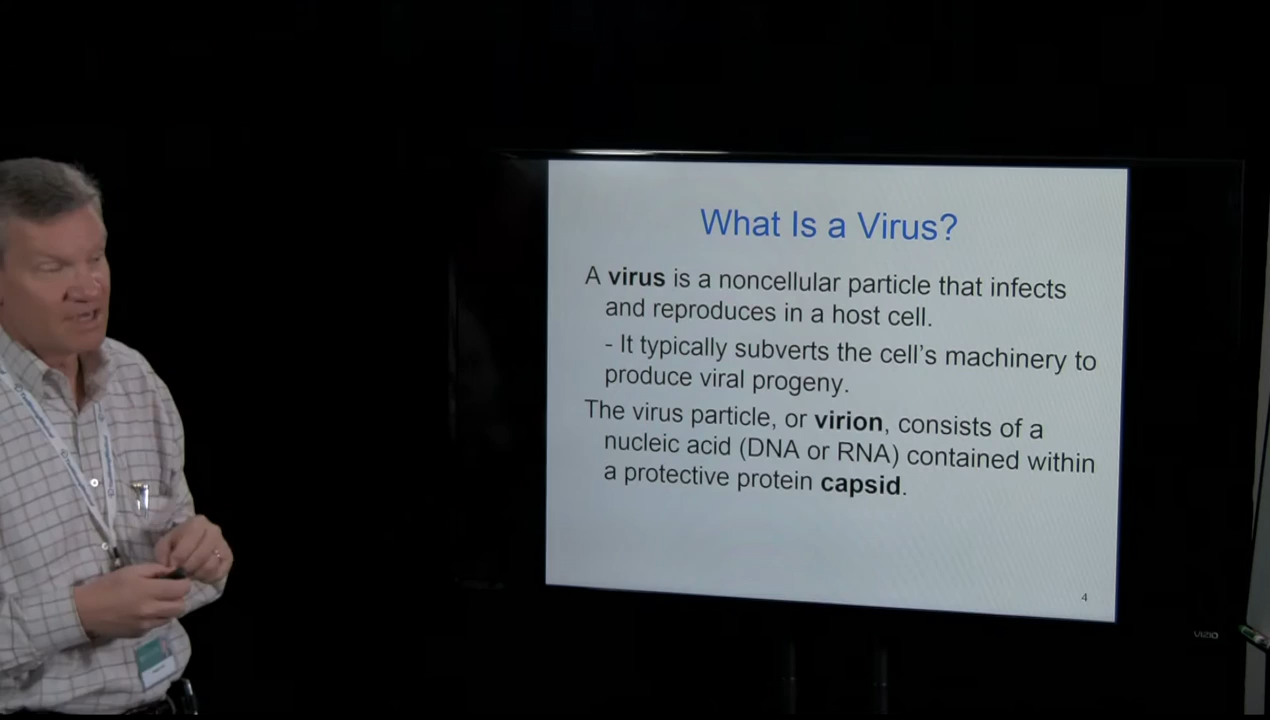 What Is a Virus?
A virus is a noncellular particle that infects
and reproduces in a host cell.
- It typically subverts the cell's machinery to
produce viral progeny.
The virus particle, or virion, consists of a
nucleic acid (DNA or RNA) contained within
a protective protein capsid.
4
VIZIO